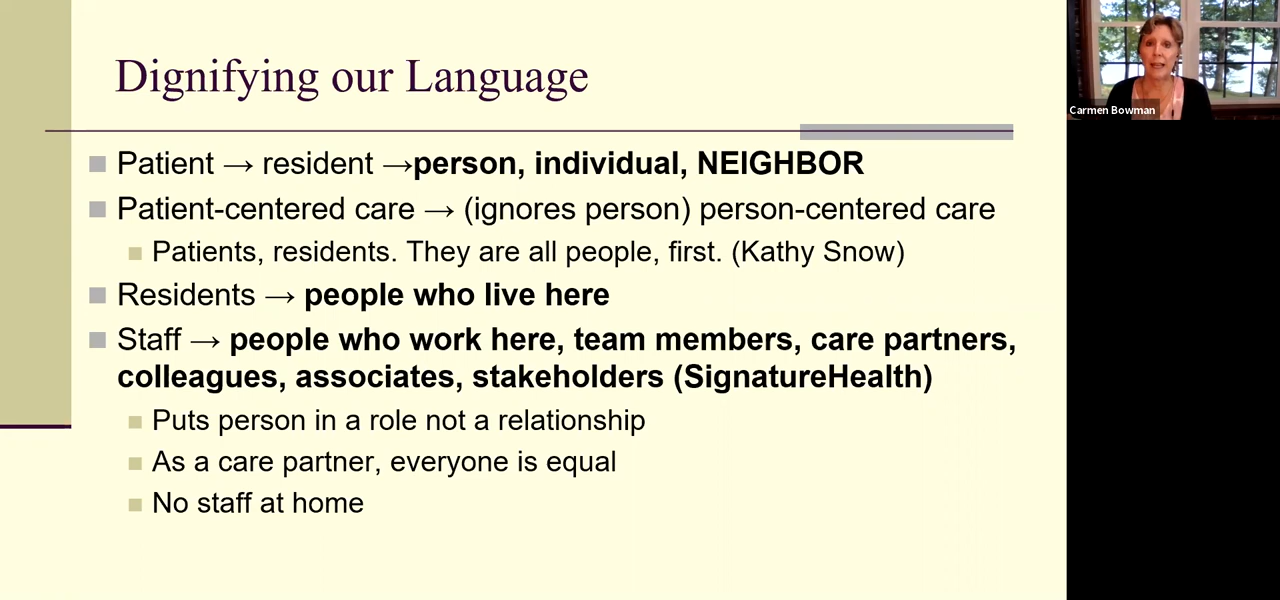 Dignifying our Language
Carmen Bowman
Patient → resident →person, individual, NEIGHBOR
Patient-centered care → (ignores person) person-centered care
Patients, residents. They are all people, first. (Kathy Snow)
Residents → people who live here
Staff → people who work here, team members, care partners,
colleagues, associates, stakeholders (SignatureHealth)
Puts person in a role not a relationship
As a care partner, everyone is equal
No staff at home